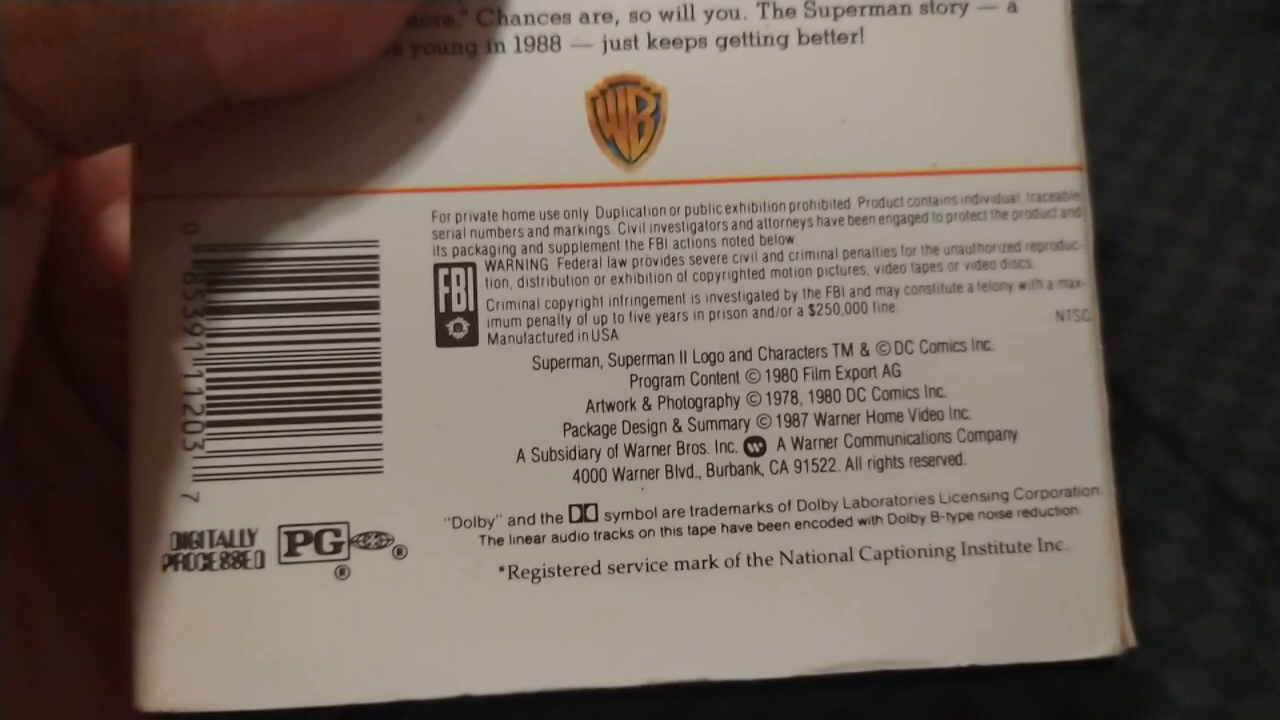 " Chances are, so will you. The Superman story — a
young in 1988 — just keeps getting better!
WB
For private home use only. Duplication or public exhibition prohibited. Product contains individual, traceable
serial numbers and markings. Civil investigators and attorneys have been engaged to protect the product and
its packaging and supplement the FBI actions noted below
FBI
WARNING Federal law provides severe civil and criminal penalties for the unauthorized reproduc-
tion, distribution or exhibition of copyrighted motion pictures, video tapes or video discs.
Criminal copyright infringement is investigated by the FBI and may constitute a felony with a max-
imum penalty of up to five years in prison and/or a $250,000 fine.
Manufactured in USA
NTSC
Superman, Superman II Logo and Characters TM & © DC Comics Inc.
Program Content © 1980 Film Export AG
Artwork & Photography © 1978, 1980 DC Comics Inc.
Package Design & Summary © 1987 Warner Home Video Inc.
A Subsidiary of Warner Bros. Inc. A Warner Communications Company
4000 Warner Blvd., Burbank, CA 91522. All rights reserved.
"Dolby" and the symbol are trademarks of Dolby Laboratories Licensing Corporation.
The linear audio tracks on this tape have been encoded with Dolby B-type noise reduction.
*Registered service mark of the National Captioning Institute Inc.
0 85391 11203 7
DIGITALLY
PROCESSED
PG ® ®